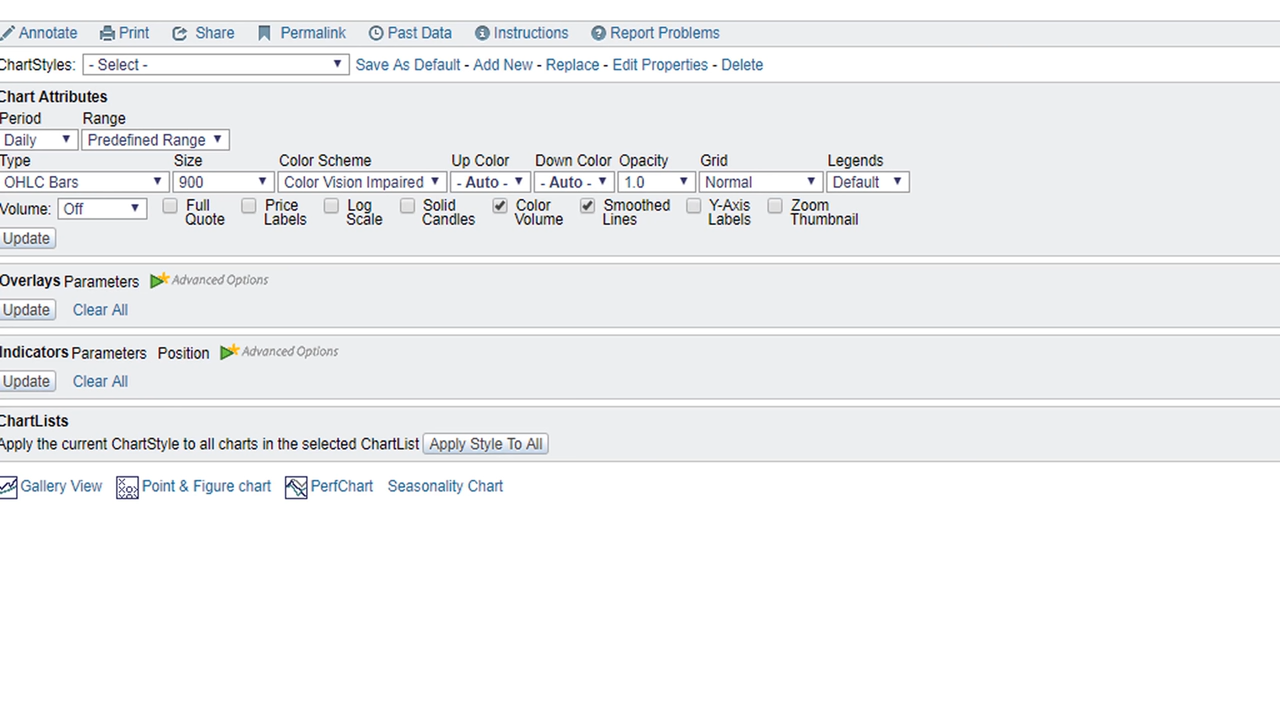 Annotate Print Share Permalink Past Data Instructions Report Problems
ChartStyles: - Select - Save As Default - Add New - Replace - Edit Properties - Delete
Chart Attributes
Period Range
Daily Predefined Range
Type Size Color Scheme Up Color Down Color Opacity Grid Legends
OHLC Bars 900 Color Vision Impaired - Auto - - Auto - 1.0 Normal Default
Volume: Off Full Quote Price Labels Log Scale Solid Candles Color Volume Smoothed Lines Y-Axis Labels Zoom Thumbnail
Update
Overlays Parameters Advanced Options
Update Clear All
Indicators Parameters Position Advanced Options
Update Clear All
ChartLists
Apply the current ChartStyle to all charts in the selected ChartList Apply Style To All
Gallery View Point & Figure chart PerfChart Seasonality Chart